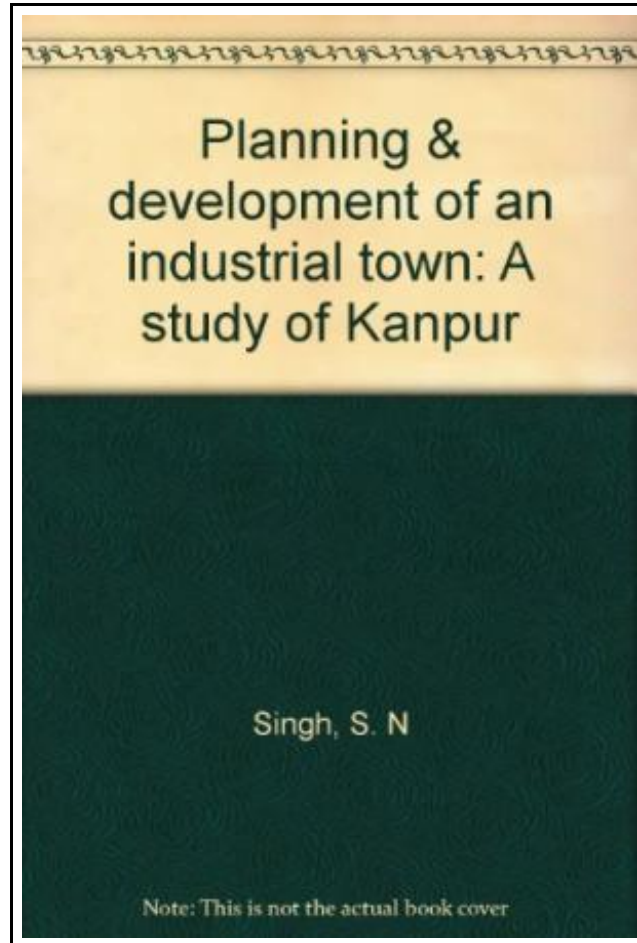 Planning &
development of an
industrial town: A
study of Kanpur
Singh, S. N
Note: This is not the actual book cover